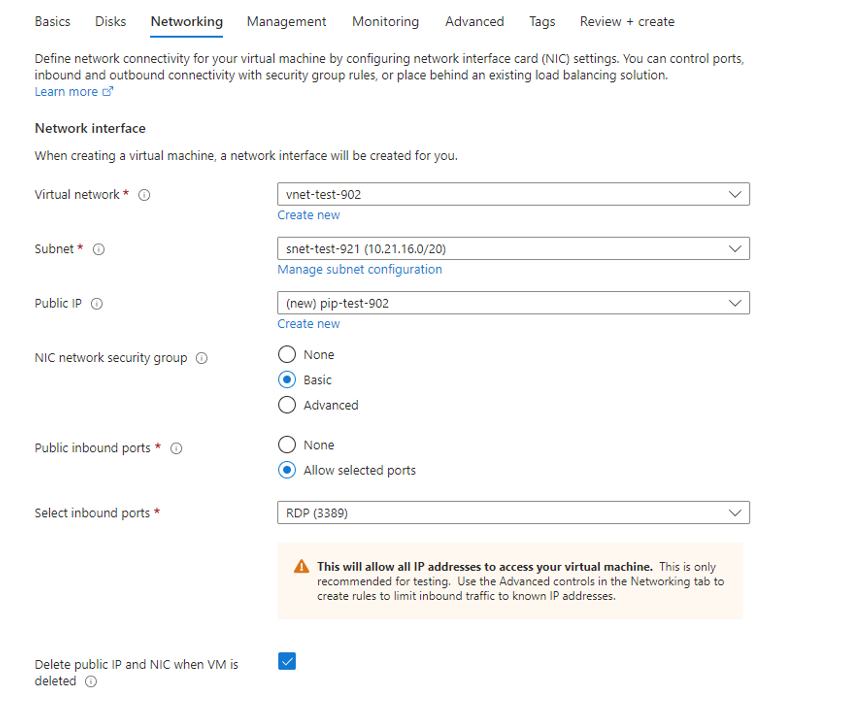 Basics Disks Networking Management Monitoring Advanced Tags Review + create
Define network connectivity for your virtual machine by configuring network interface card (NIC) settings. You can control ports,
inbound and outbound connectivity with security group rules, or place behind an existing load balancing solution.
Learn more
Network interface
When creating a virtual machine, a network interface will be created for you.
Virtual network * vnet-test-902
Create new
Subnet * snet-test-921 (10.21.16.0/20)
Manage subnet configuration
Public IP (new) pip-test-902
Create new
NIC network security group None
Basic
Advanced
Public inbound ports * None
Allow selected ports
Select inbound ports * RDP (3389)
This will allow all IP addresses to access your virtual machine. This is only
recommended for testing. Use the Advanced controls in the Networking tab to
create rules to limit inbound traffic to known IP addresses.
Delete public IP and NIC when VM is
deleted